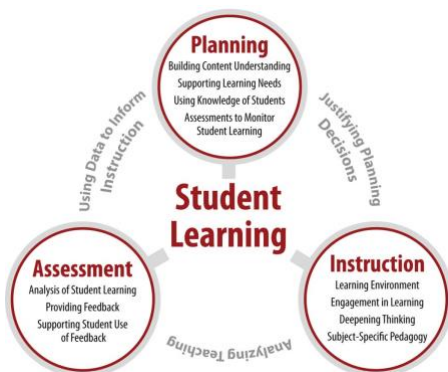 Planning
Building Content Understanding
Supporting Learning Needs
Using Knowledge of Students
Assessments to Monitor
Student Learning
Using Data to Inform
Instruction
Justifying Planning
Decisions
Student
Learning
Assessment
Analysis of Student Learning
Providing Feedback
Supporting Student Use
of Feedback
Instruction
Learning Environment
Engagement in Learning
Deepening Thinking
Subject-Specific Pedagogy
Analyzing Teaching